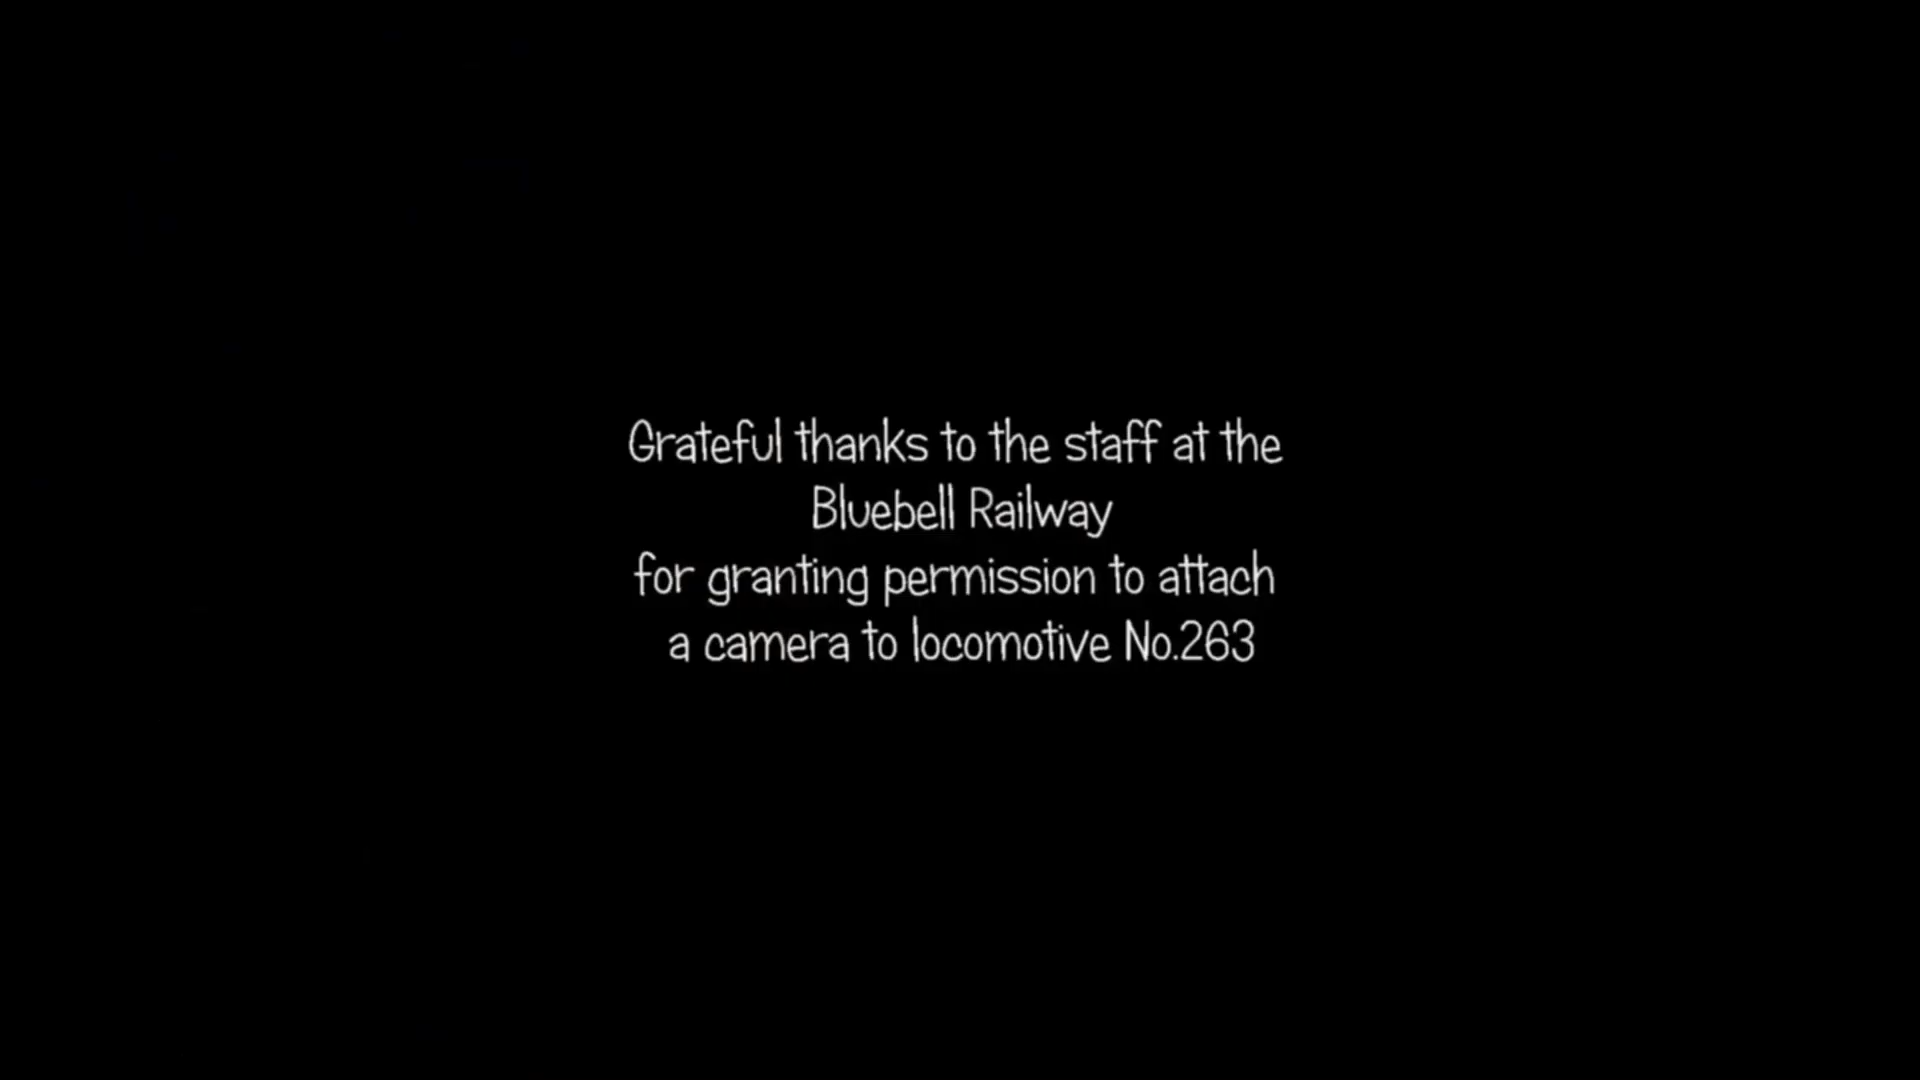 Grateful thanks to the staff at the
Bluebell Railway
for granting permission to attach
a camera to locomotive No.263